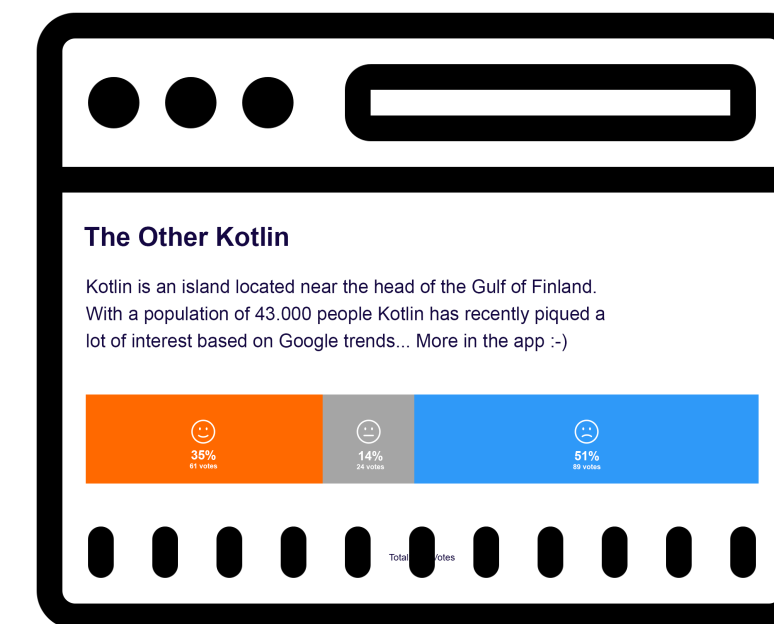 The Other Kotlin
Kotlin is an island located near the head of the Gulf of Finland.
With a population of 43.000 people Kotlin has recently piqued a
lot of interest based on Google trends... More in the app :-)
35%
61 votes
14%
24 votes
51%
89 votes
Total Votes